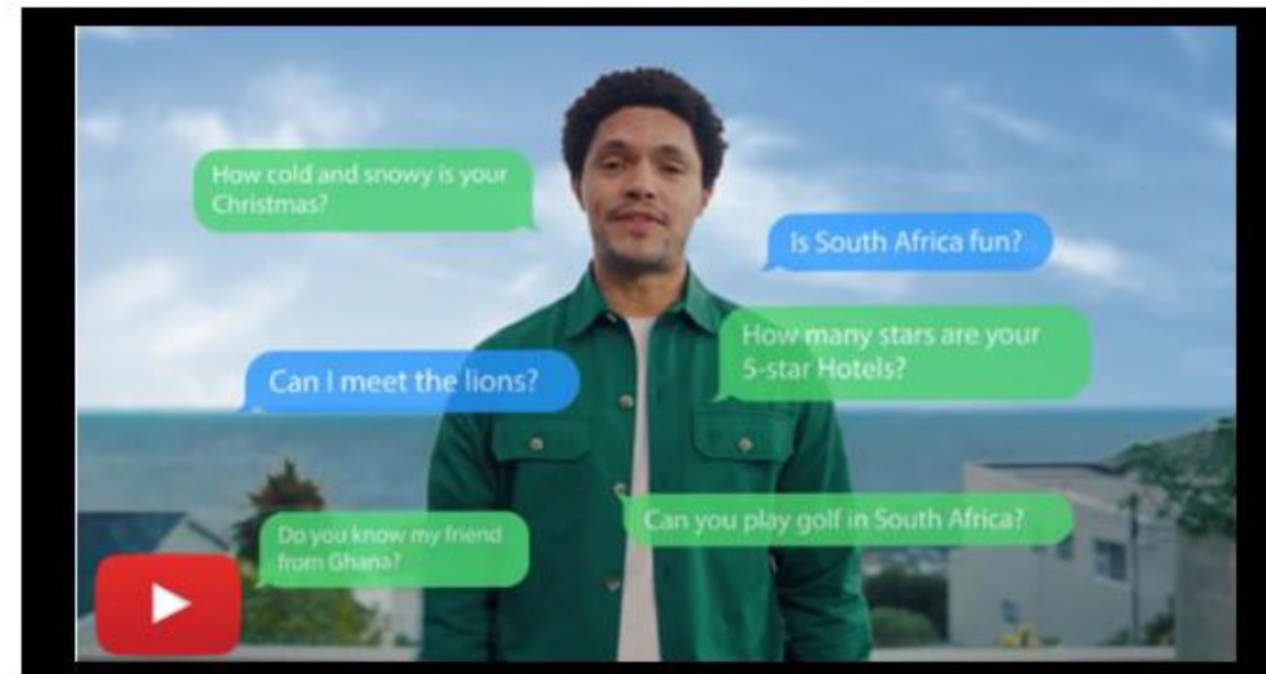 How cold and snowy is your
Christmas?
Is South Africa fun?
How many stars are your
5-star Hotels?
Can I meet the lions?
Can you play golf in South Africa?
Do you know my friend
from Ghana?